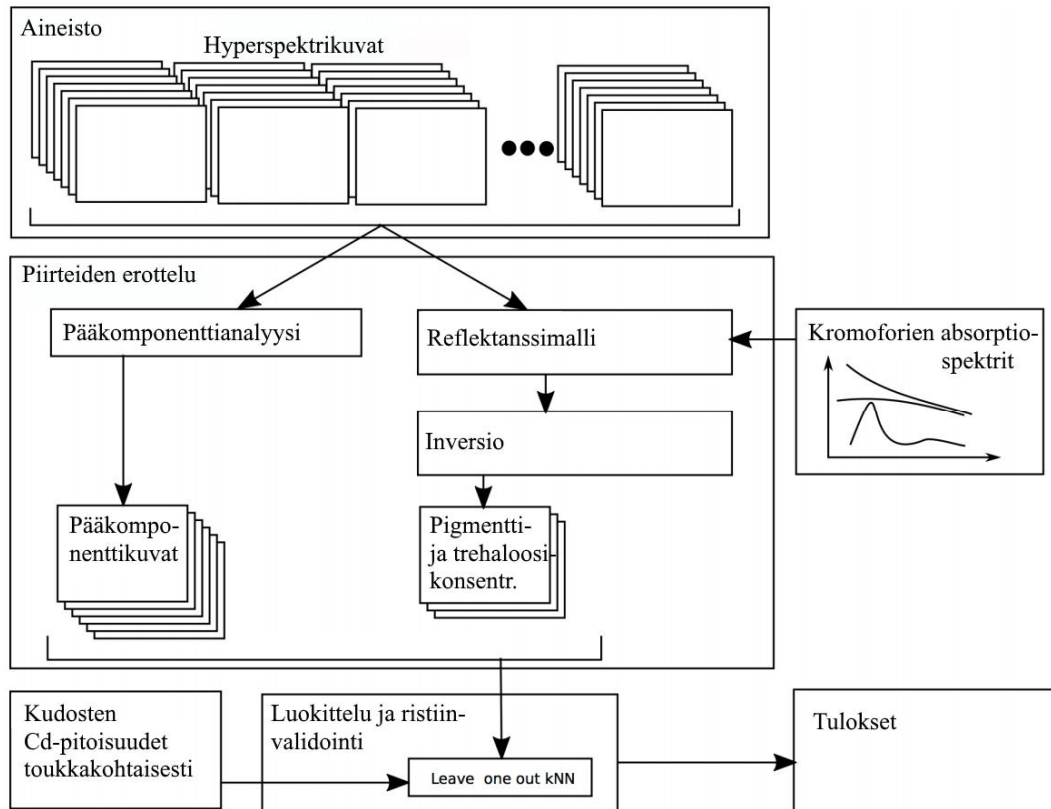 Aineisto
Hyperspektrikuvat
Piirteiden erottelu
Pääkomponenttianalyysi
Reflektanssimalli
Kromoforien absorptio-
spektrit
Inversio
Pääkompo-
nenttikuvat
Pigmentti-
ja trehaloosi-
konsentr.
Kudosten
Cd-pitoisuudet
toukkakohtaisesti
Luokittelu ja ristiin-
validointi
Leave one out kNN
Tulokset